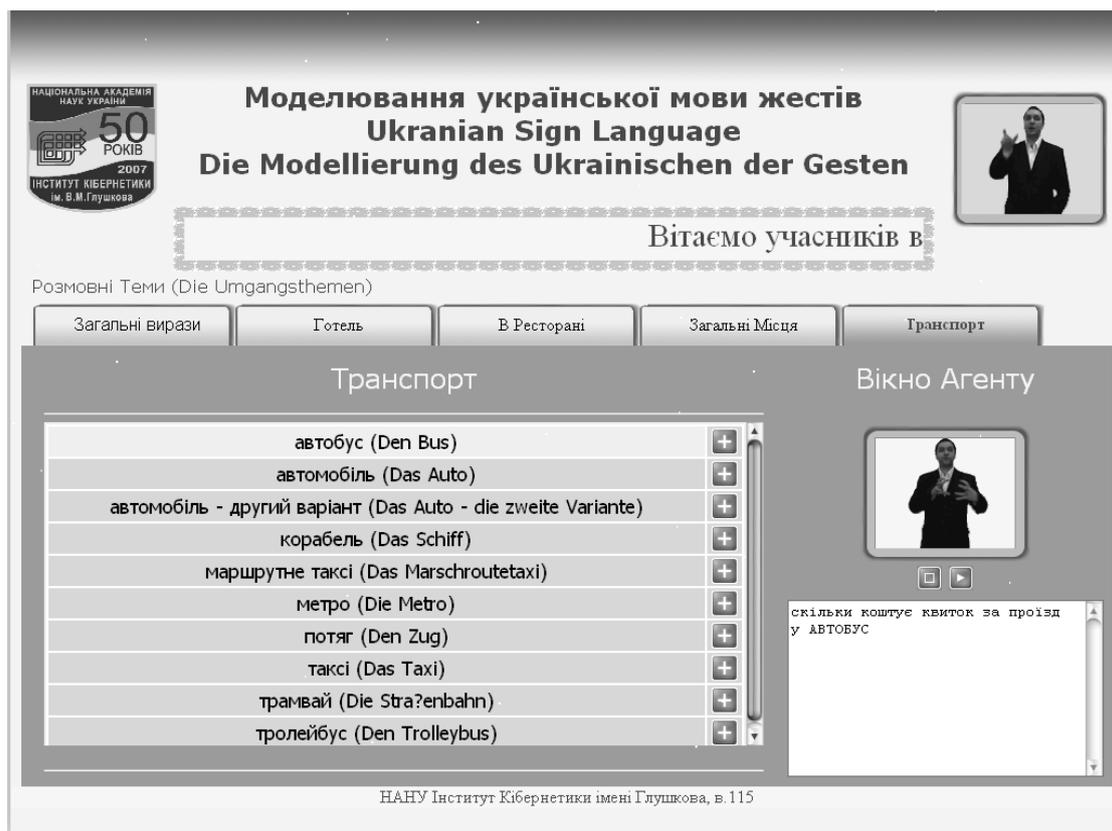 НАЦІОНАЛЬНА АКАДЕМІЯ
НАУК УКРАЇНИ
50
РОКІВ
2007
ІНСТИТУТ КІБЕРНЕТИКИ
ім. В.М.Глушкова
Моделювання української мови жестів
Ukranian Sign Language
Die Modellierung des Ukrainischen der Gesten
Вітаємо учасників в
Розмовні Теми (Die Umgangsthemen)
Загальні вирази
Готель
В Ресторані
Загальні Місця
Транспорт
Транспорт
автобус (Den Bus)
автомобіль (Das Auto)
автомобіль - другий варіант (Das Auto - die zweite Variante)
корабель (Das Schiff)
маршрутне таксі (Das Marschroutetaxi)
метро (Die Metro)
потяг (Den Zug)
таксі (Das Taxi)
трамвай (Die Stra?enbahn)
тролейбус (Den Trolleybus)
Вікно Агенту
скільки коштує квиток за проїзд
у АВТОБУС
НАНУ Інститут Кібернетики імені Глушкова, в.115